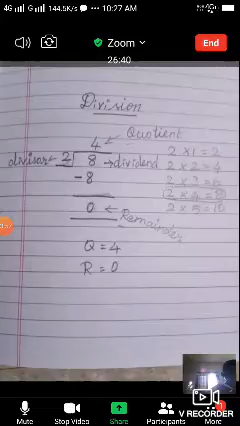 4G 4G 144.5K/s 10:27 AM
Zoom
End
26:40
Division
4 ← Quotient
divisor ← 2 8 → dividend
-8
0 ← Remainder
Q = 4
R = 0
2 × 1 = 2
2 × 2 = 4
2 × 3 = 6
2 × 4 = 8
2 × 5 = 10
Mute Stop Video Share Participants More
V RECORDER